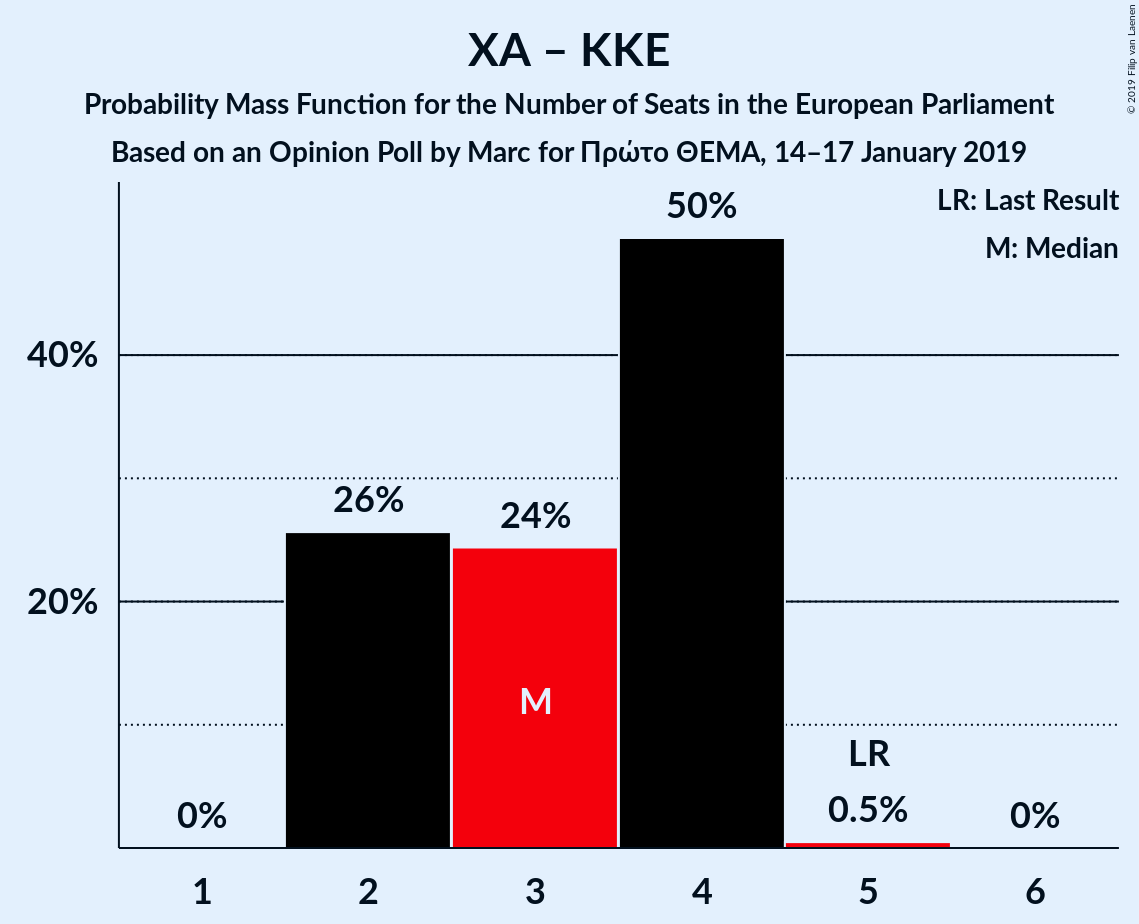 XA – KKE
Probability Mass Function for the Number of Seats in the European Parliament
Based on an Opinion Poll by Marc for Πρώτο ΘΕΜΑ, 14–17 January 2019
© 2019 Filip van Laenen
LR: Last Result
M: Median
50%
40%
26%
24%
20%
M
LR
0%
0.5%
0%
1 2 3 4 5 6